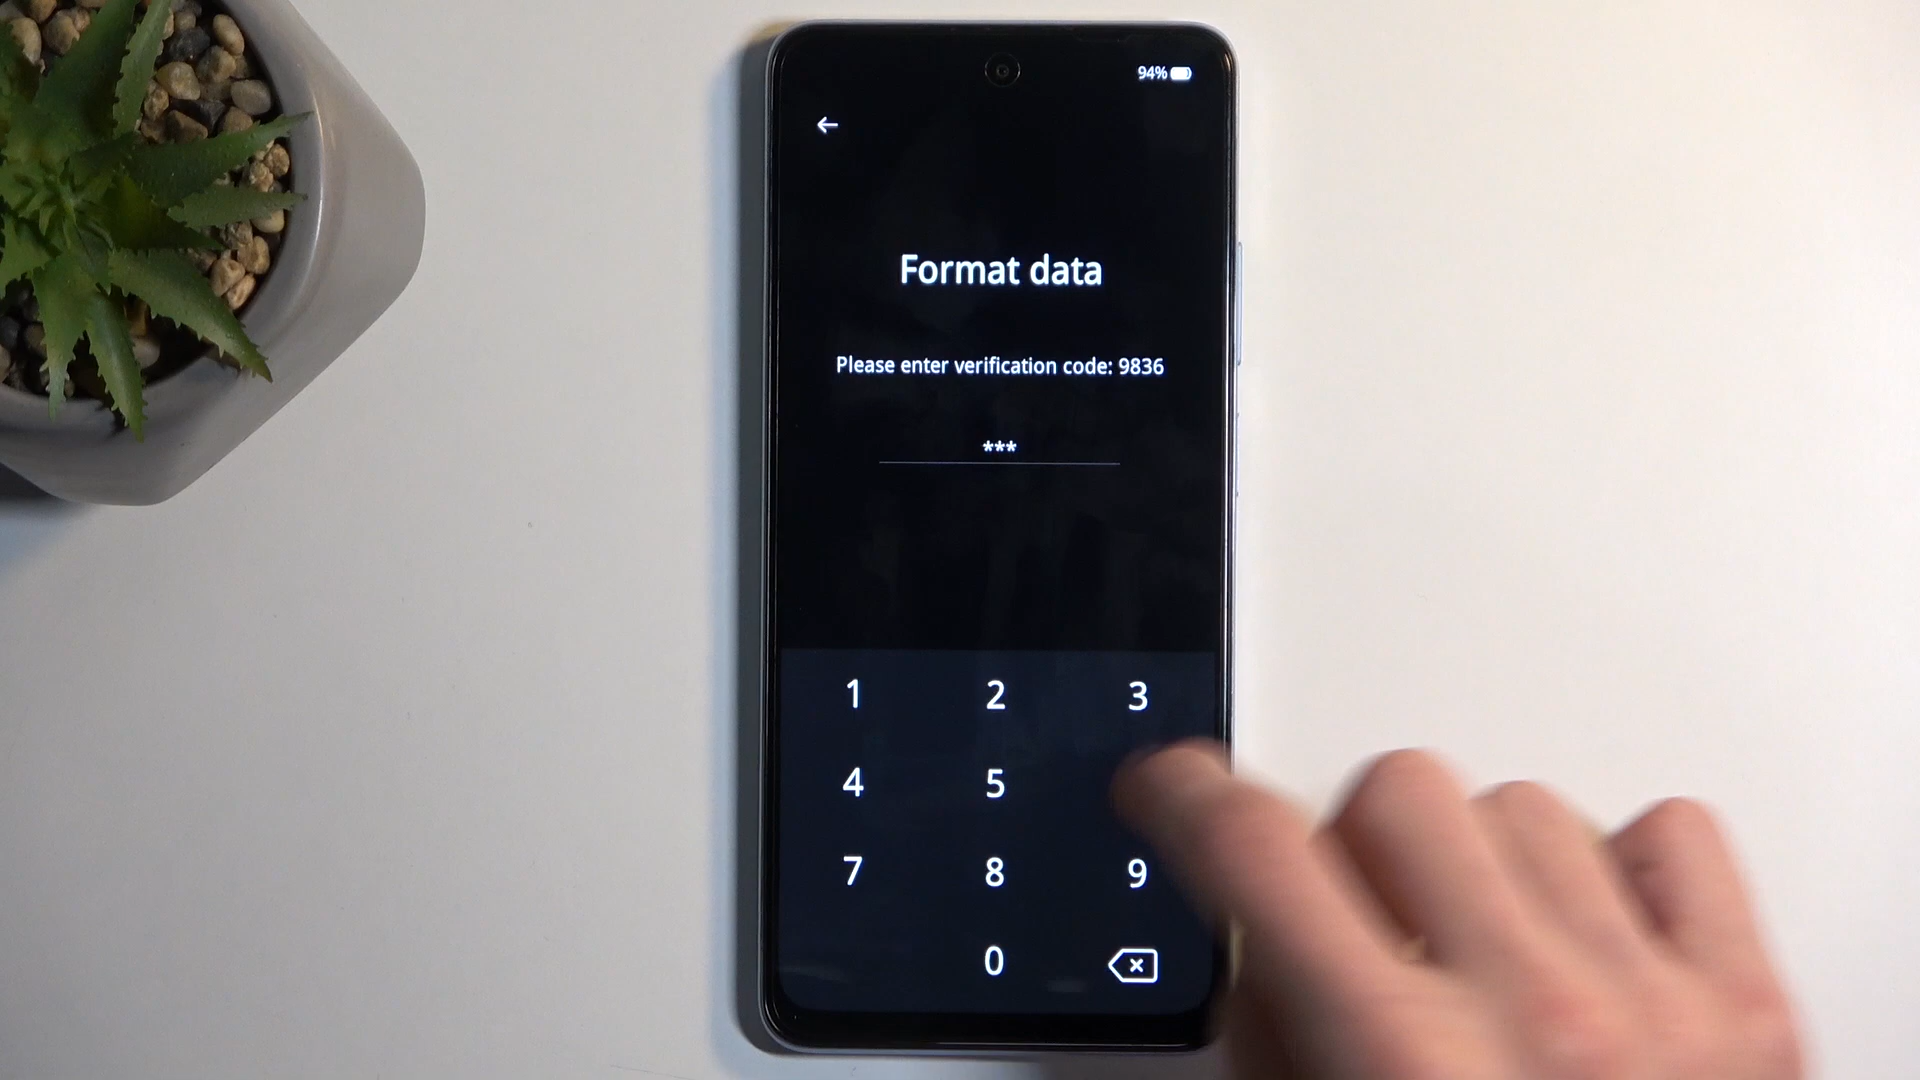 94%
Format data
Please enter verification code: 9836
***
1 2 3
4 5
7 8 9
0